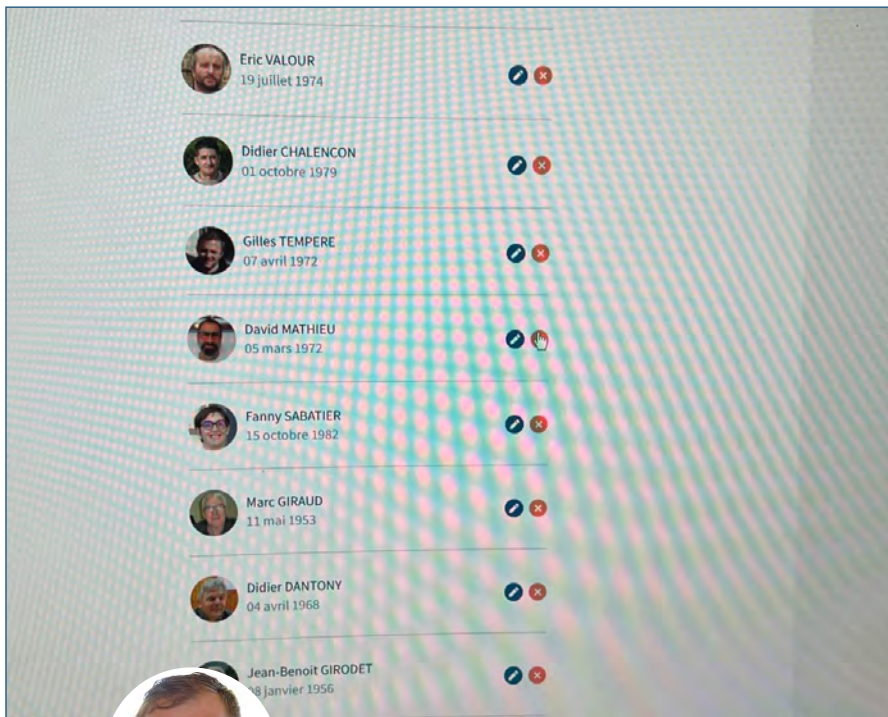 Eric VALOUR
19 juillet 1974
Didier CHALENCON
01 octobre 1979
Gilles TEMPERE
07 avril 1972
David MATHIEU
05 mars 1972
Fanny SABATIER
15 octobre 1982
Marc GIRAUD
11 mai 1953
Didier DANTONY
04 avril 1968
Jean-Benoit GIRODET
janvier 1956